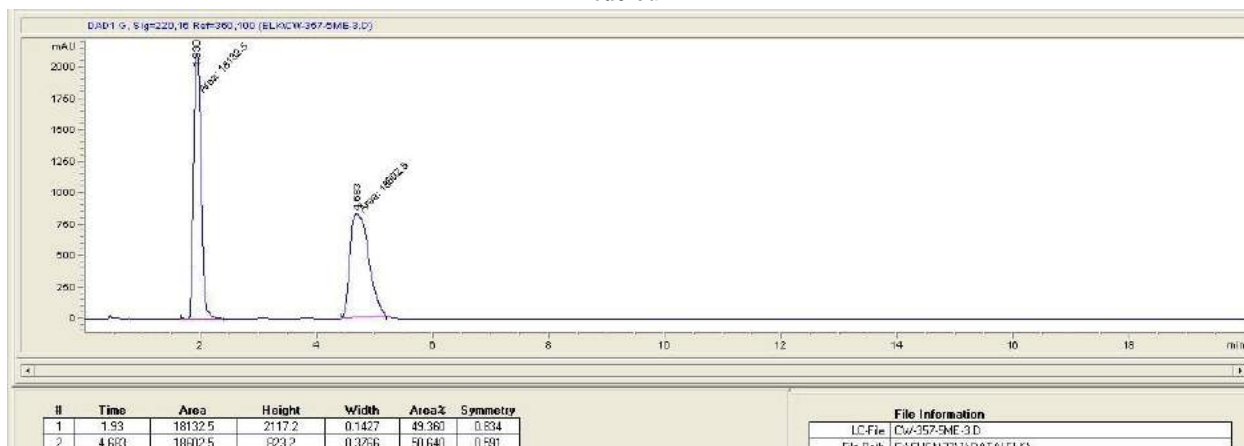 DAD1 G, Sig=220,16 Ref=360,100 (ELK\CW-357-5ME-3.D)
mAU
2000
1750
1500
1250
1000
750
500
250
0
1.930
Area: 18132.5
4.683
Area: 18602.5
2 4 6 8 10 12 14 16 18 min
# Time Area Height Width Area% Symmetry
1 1.93 18132.5 2117.2 0.1427 49.360 0.834
2 4.683 18602.5 823.2 0.3766 50.640 0.591
File Information
LC-File CW-357-5ME-3.D